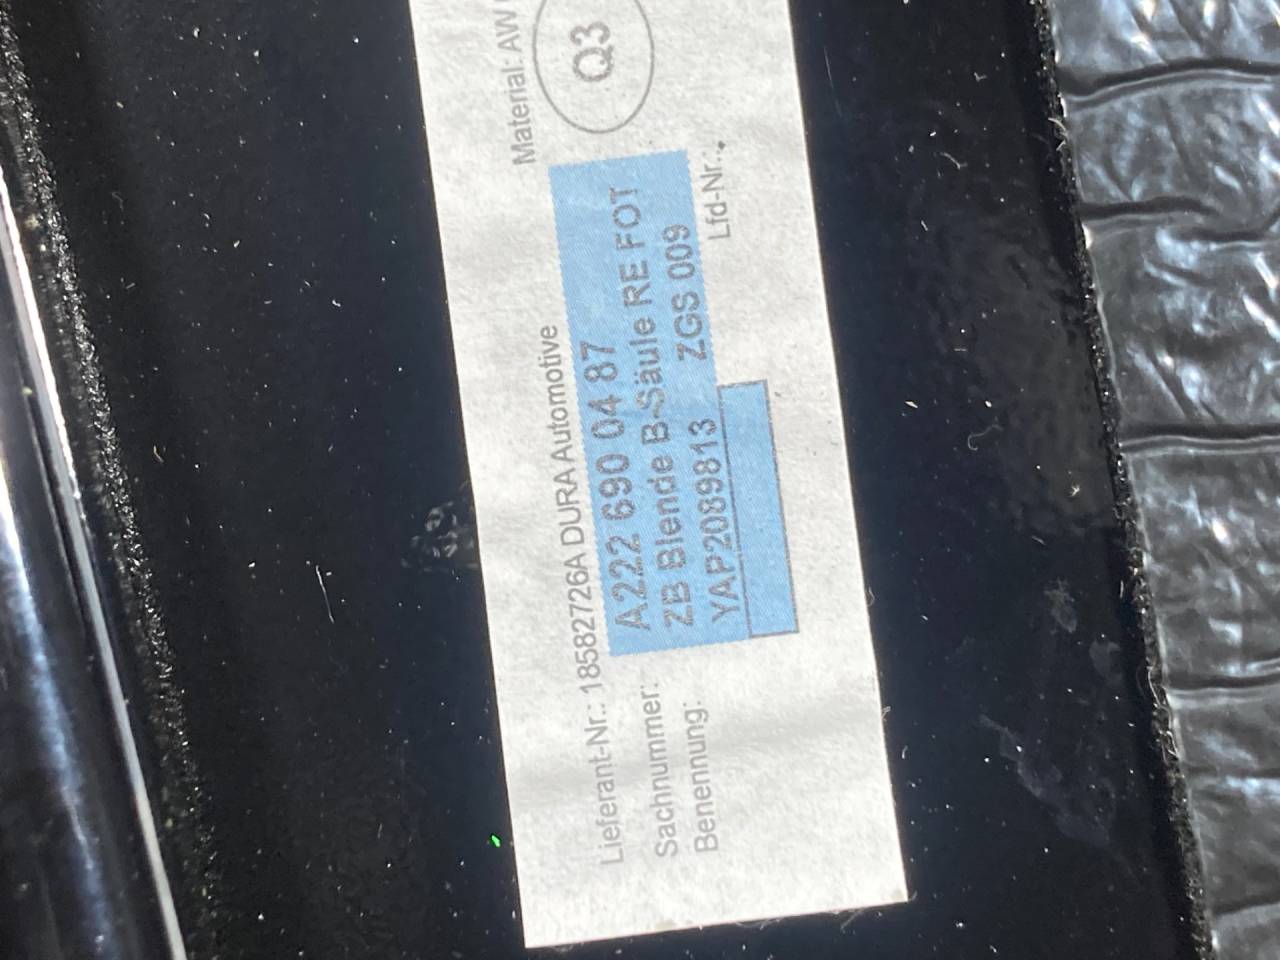 Material: AW
Q3
Lieferant-Nr.: 18582726A DURA Automotive
Sachnummer: A222 690 04 87
Benennung: ZB Blende B-Säule RE FOT
YAP2089813 ZGS 009
Lfd-Nr.: